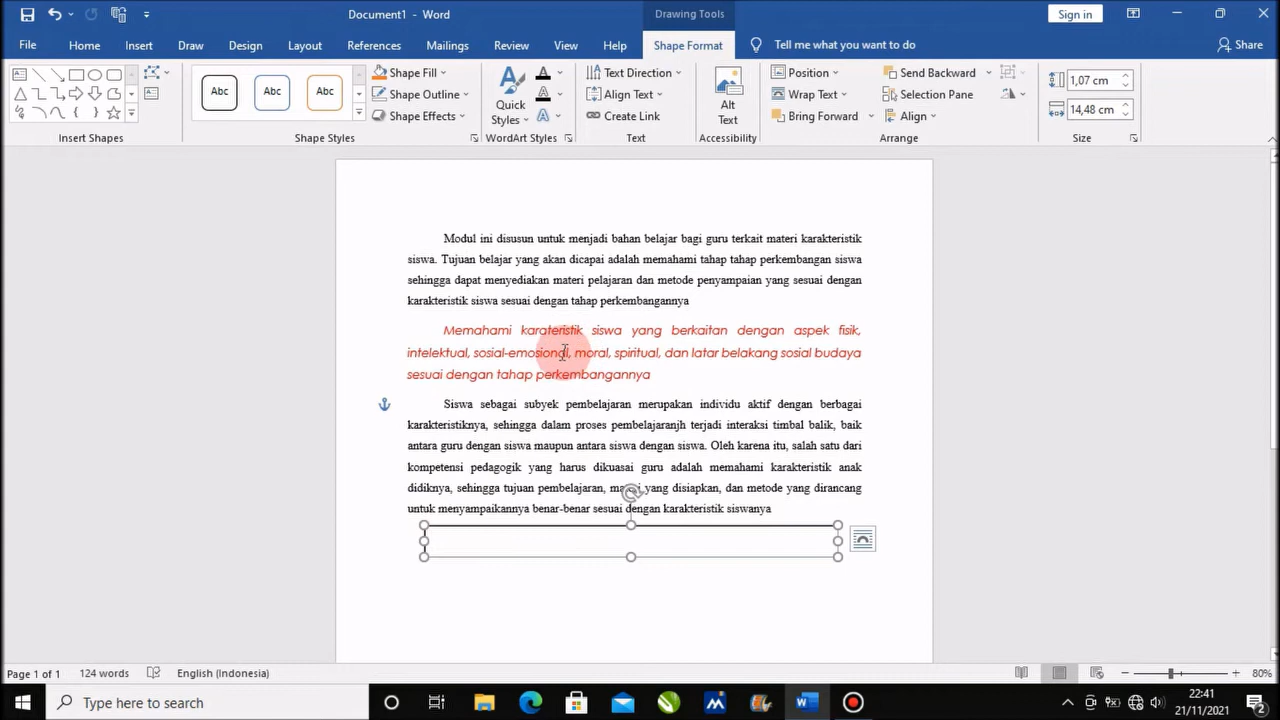 Document1 - Word
Drawing Tools
Sign in
File Home Insert Draw Design Layout References Mailings Review View Help Shape Format Tell me what you want to do Share
Abc Abc Abc
Shape Fill
Shape Outline
Shape Effects
Quick Styles
Text Direction
Align Text
Create Link
Alt Text
Position
Wrap Text
Bring Forward
Send Backward
Selection Pane
Align
1,07 cm
14,48 cm
Insert Shapes Shape Styles WordArt Styles Text Accessibility Arrange Size
Modul ini disusun untuk menjadi bahan belajar bagi guru terkait materi karakteristik
siswa. Tujuan belajar yang akan dicapai adalah memahami tahap tahap perkembangan siswa
sehingga dapat menyediakan materi pelajaran dan metode penyampaian yang sesuai dengan
karakteristik siswa sesuai dengan tahap perkembangannya
Memahami karateristik siswa yang berkaitan dengan aspek fisik,
intelektual, sosial-emosional, moral, spiritual, dan latar belakang sosial budaya
sesuai dengan tahap perkembangannya
Siswa sebagai subyek pembelajaran merupakan individu aktif dengan berbagai
karakteristiknya, sehingga dalam proses pembelajaranjh terjadi interaksi timbal balik, baik
antara guru dengan siswa maupun antara siswa dengan siswa. Oleh karena itu, salah satu dari
kompetensi pedagogik yang harus dikuasai guru adalah memahami karakteristik anak
didiknya, sehingga tujuan pembelajaran, yang disiapkan, dan metode yang dirancang
untuk menyampaikannya benar-benar sesuai dengan karakteristik siswanya
Page 1 of 1 124 words English (Indonesia) 80%
Type here to search
22:41
21/11/2021
2